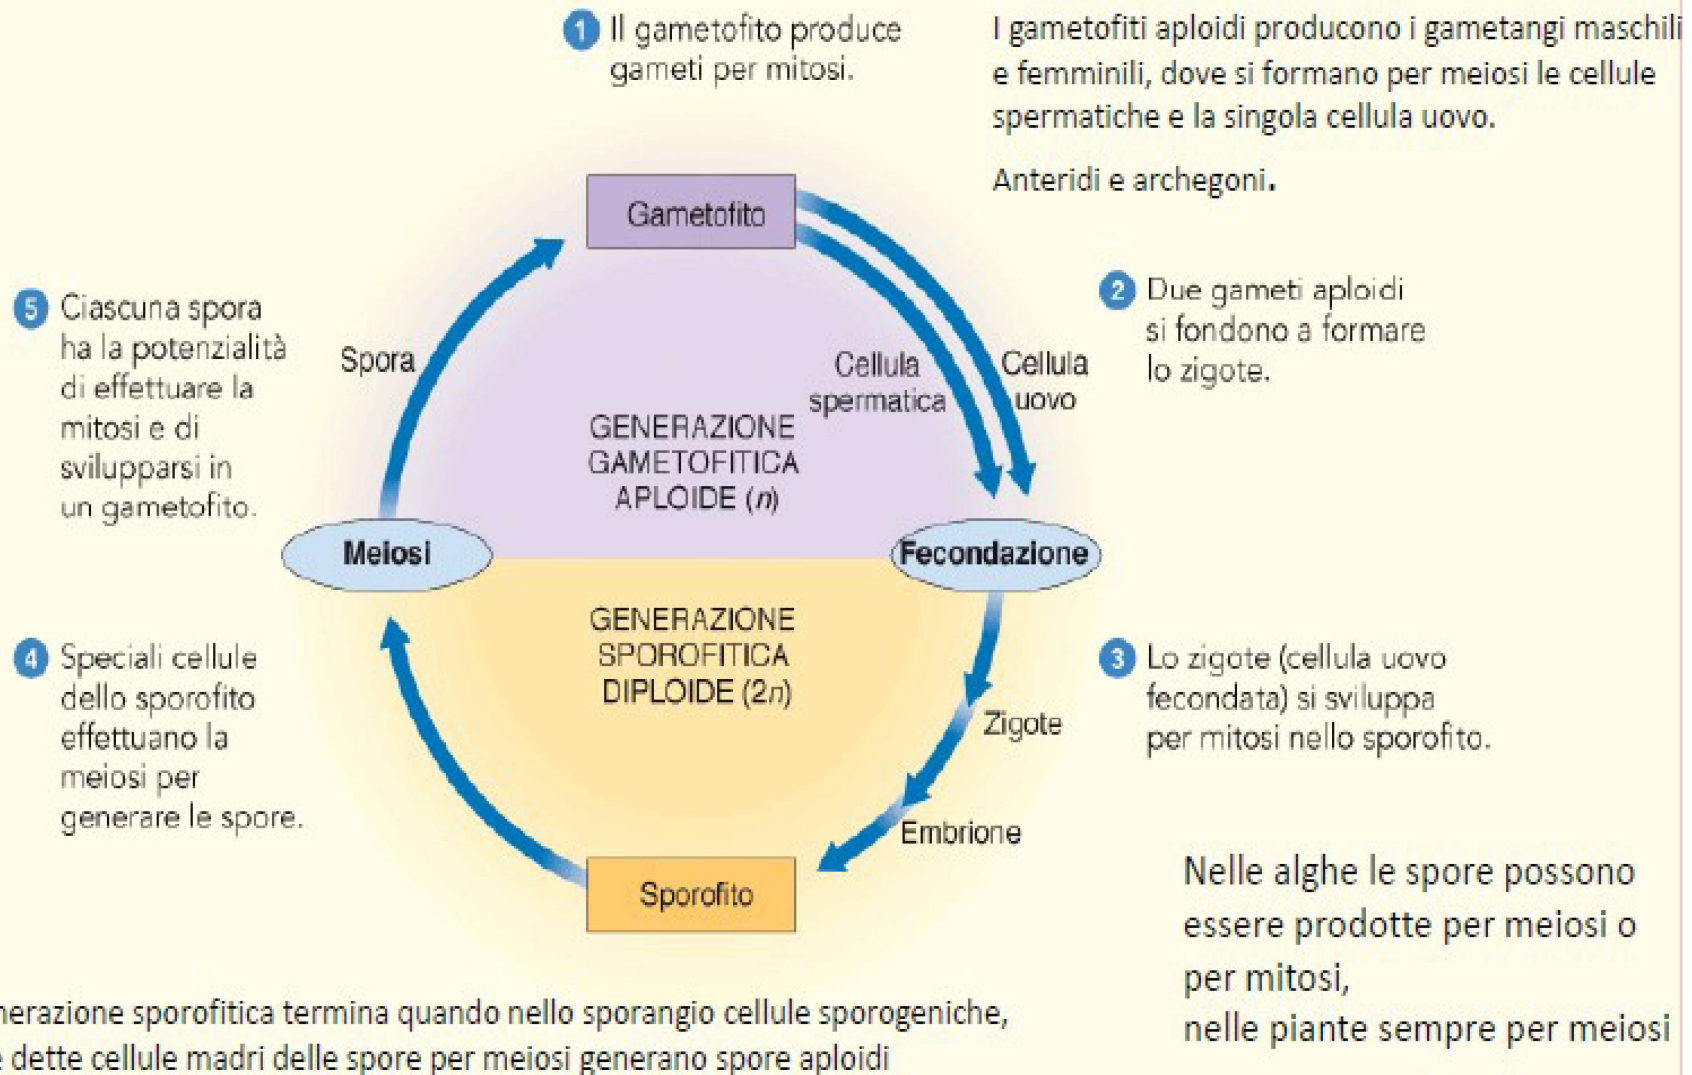 1 Il gametofito produce
gameti per mitosi.
I gametofiti aploidi producono i gametangi maschili
e femminili, dove si formano per meiosi le cellule
spermatiche e la singola cellula uovo.
Anteridi e archegoni.
Gametofito
2 Due gameti aploidi
si fondono a formare
lo zigote.
5 Ciascuna spora
ha la potenzialità
di effettuare la
mitosi e di
svilupparsi in
un gametofito.
Spora
Cellula
spermatica
Cellula
uovo
GENERAZIONE
GAMETOFITICA
APLOIDE (n)
Meiosi
Fecondazione
GENERAZIONE
SPOROFITICA
DIPLOIDE (2n)
4 Speciali cellule
dello sporofito
effettuano la
meiosi per
generare le spore.
3 Lo zigote (cellula uovo
fecondata) si sviluppa
per mitosi nello sporofito.
Zigote
Embrione
Sporofito
Nelle alghe le spore possono
essere prodotte per meiosi o
per mitosi,
nelle piante sempre per meiosi
nerazione sporofitica termina quando nello sporangio cellule sporogeniche,
e dette cellule madri delle spore per meiosi generano spore aploidi